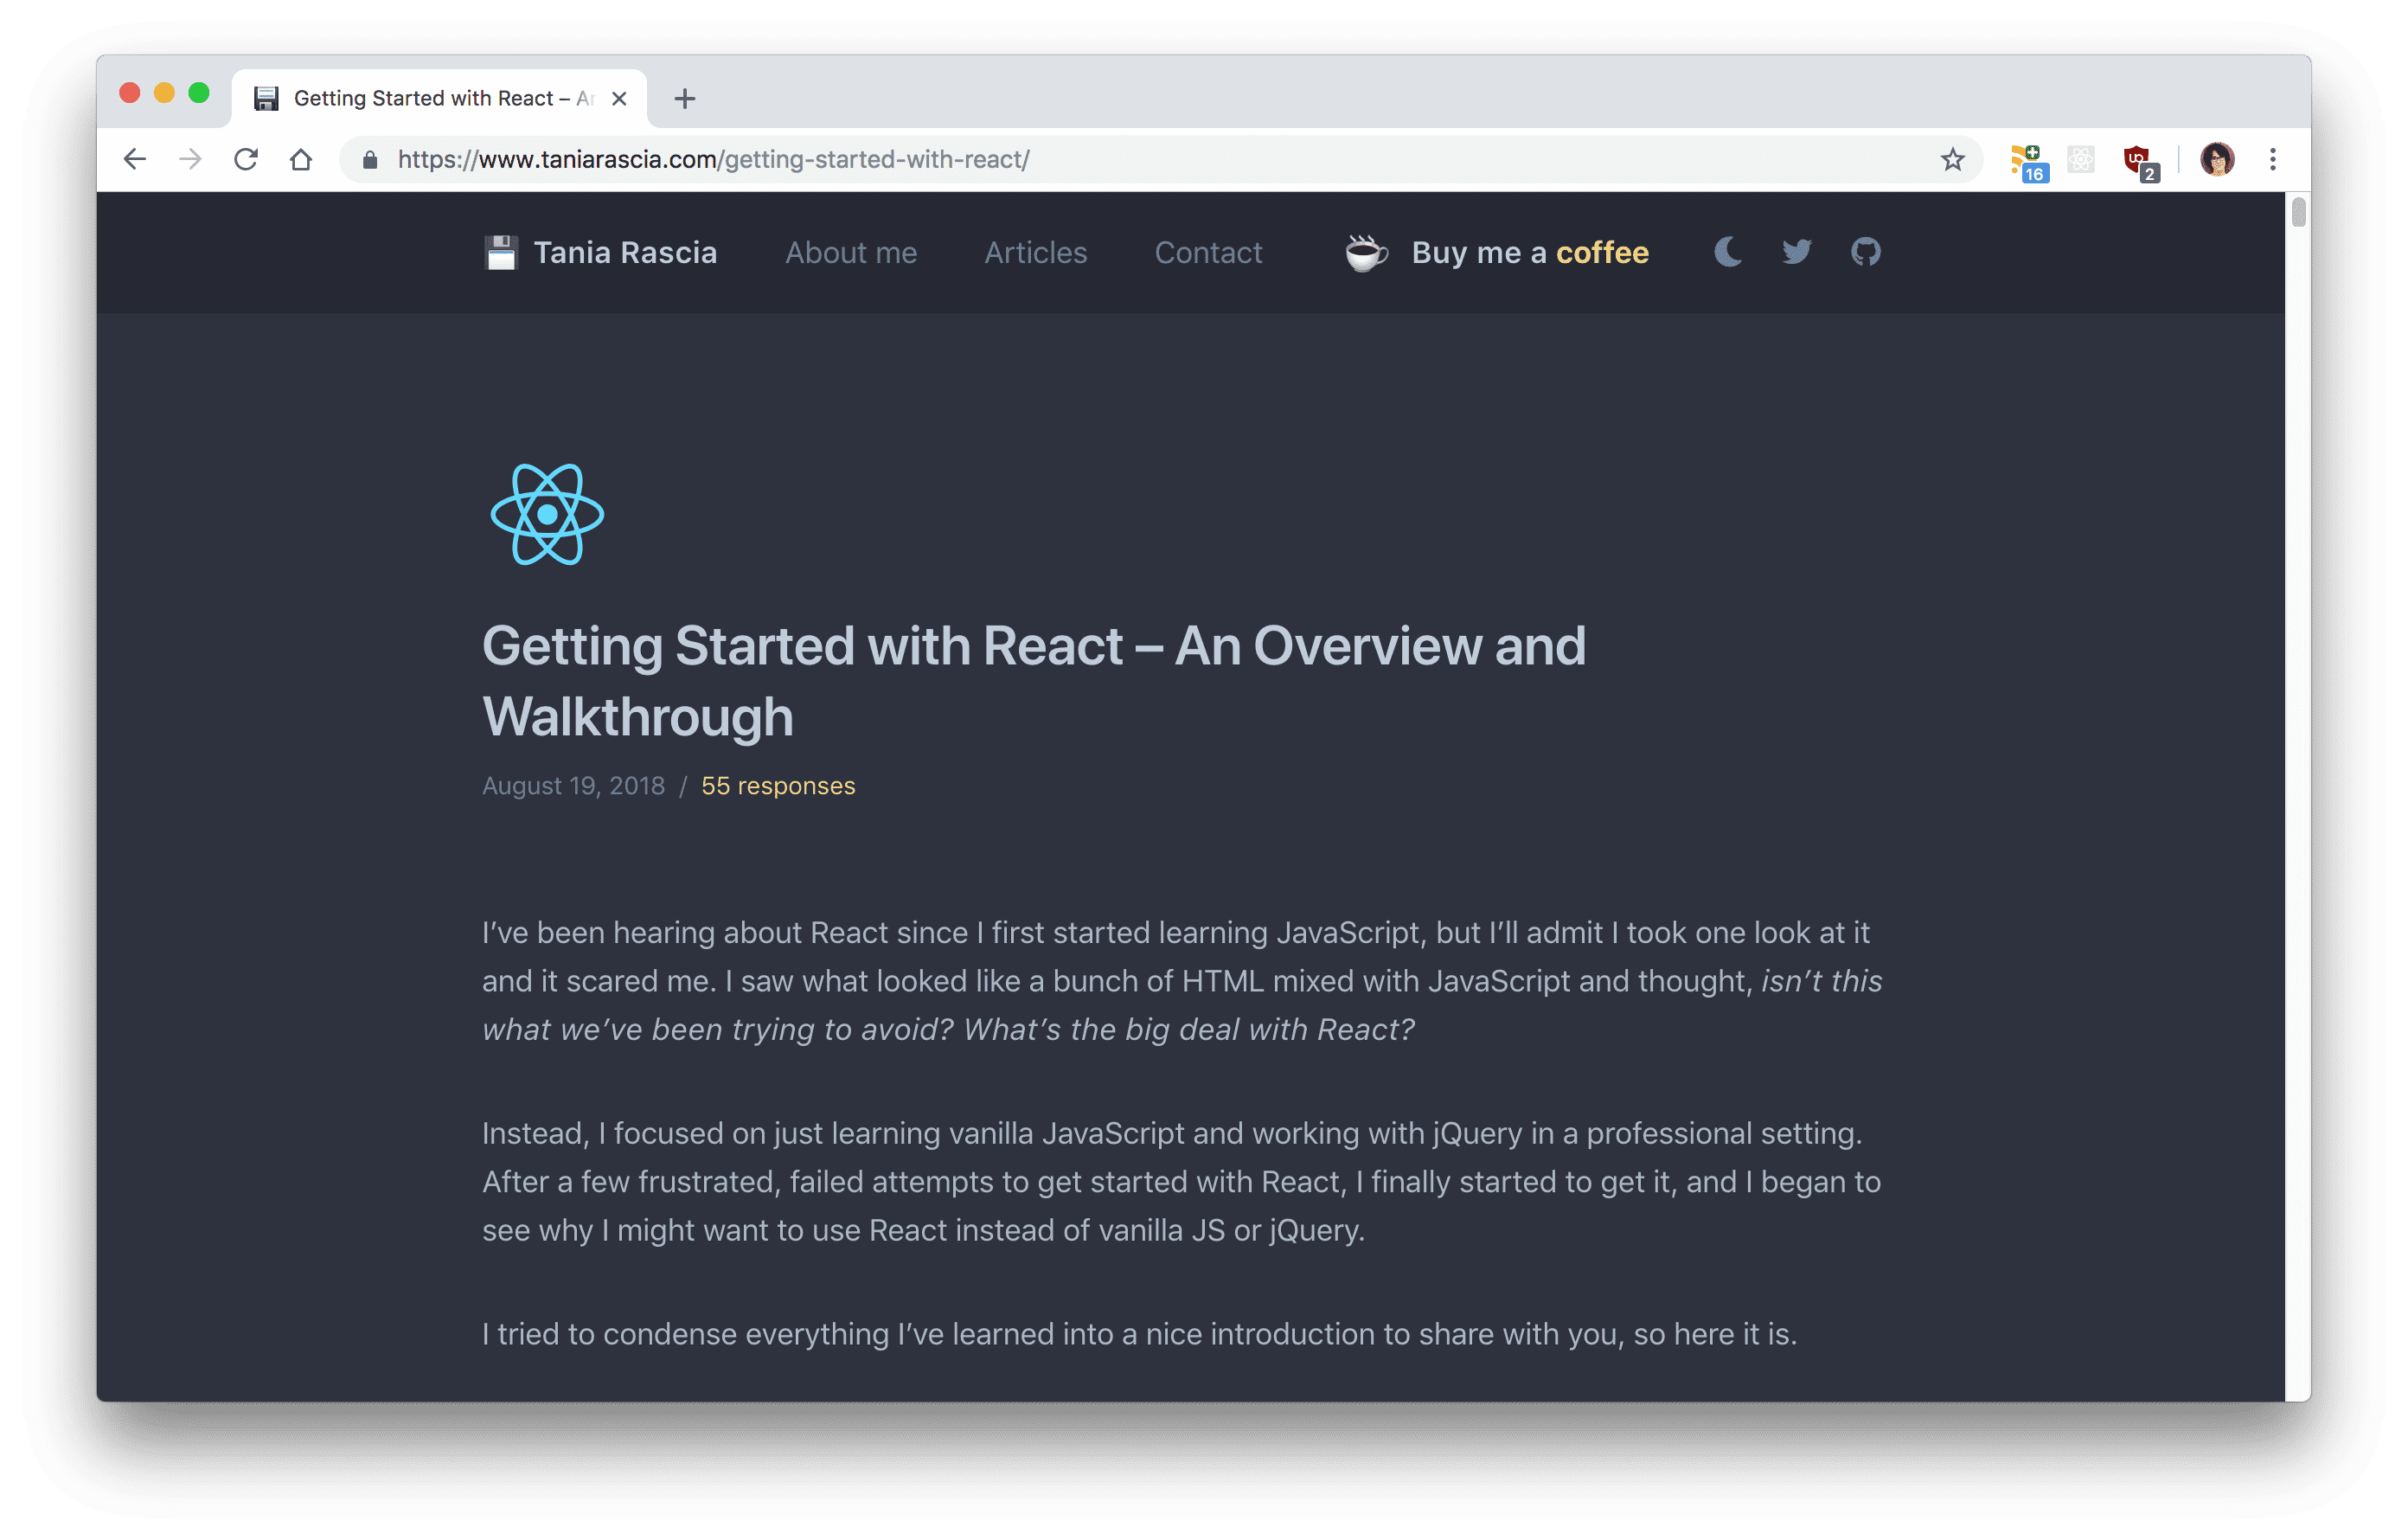 Getting Started with React – Ar
https://www.taniarascia.com/getting-started-with-react/
16
2
Tania Rascia
About me
Articles
Contact
Buy me a coffee
Getting Started with React – An Overview and
Walkthrough
August 19, 2018 / 55 responses
I’ve been hearing about React since I first started learning JavaScript, but I’ll admit I took one look at it
and it scared me. I saw what looked like a bunch of HTML mixed with JavaScript and thought, isn’t this
what we’ve been trying to avoid? What’s the big deal with React?
Instead, I focused on just learning vanilla JavaScript and working with jQuery in a professional setting.
After a few frustrated, failed attempts to get started with React, I finally started to get it, and I began to
see why I might want to use React instead of vanilla JS or jQuery.
I tried to condense everything I’ve learned into a nice introduction to share with you, so here it is.